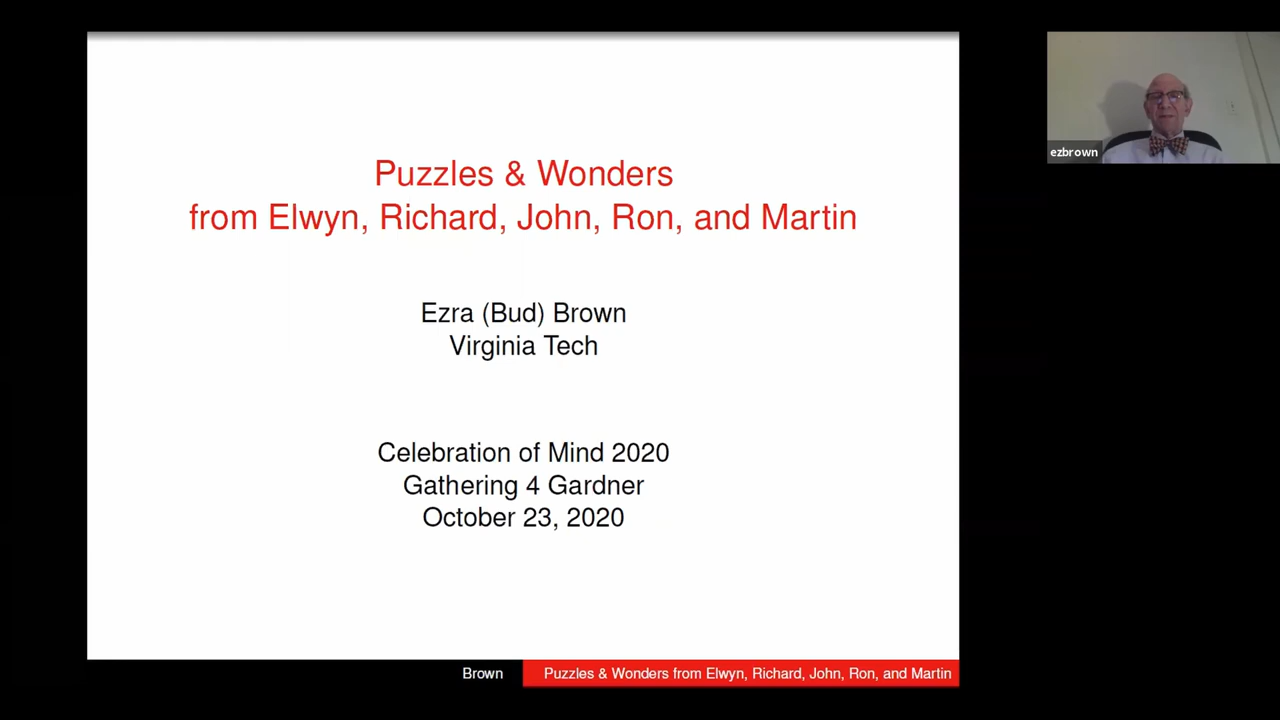 Puzzles & Wonders
from Elwyn, Richard, John, Ron, and Martin
Ezra (Bud) Brown
Virginia Tech
Celebration of Mind 2020
Gathering 4 Gardner
October 23, 2020
Brown
Puzzles & Wonders from Elwyn, Richard, John, Ron, and Martin
ezbrown